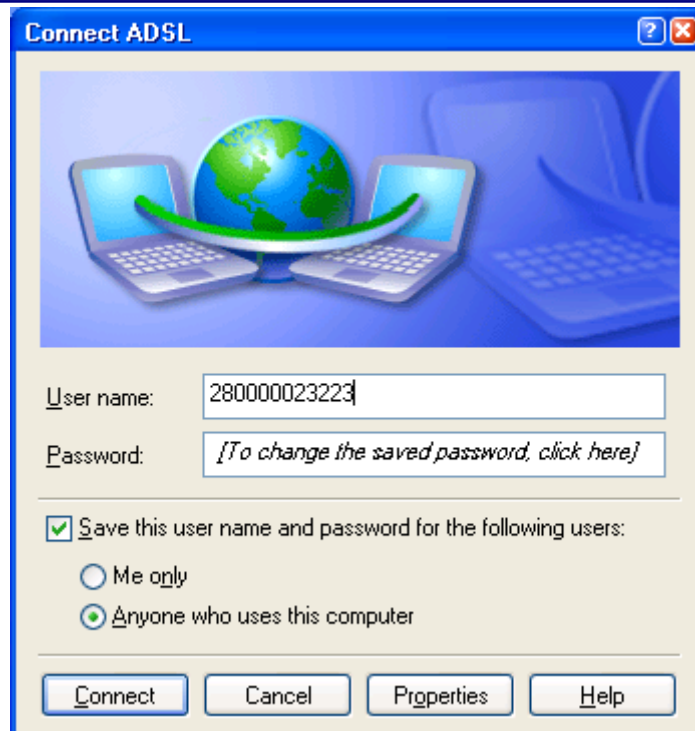 Connect ADSL
User name: 280000023223
Password: [To change the saved password, click here]
Save this user name and password for the following users:
Me only
Anyone who uses this computer
Connect Cancel Properties Help